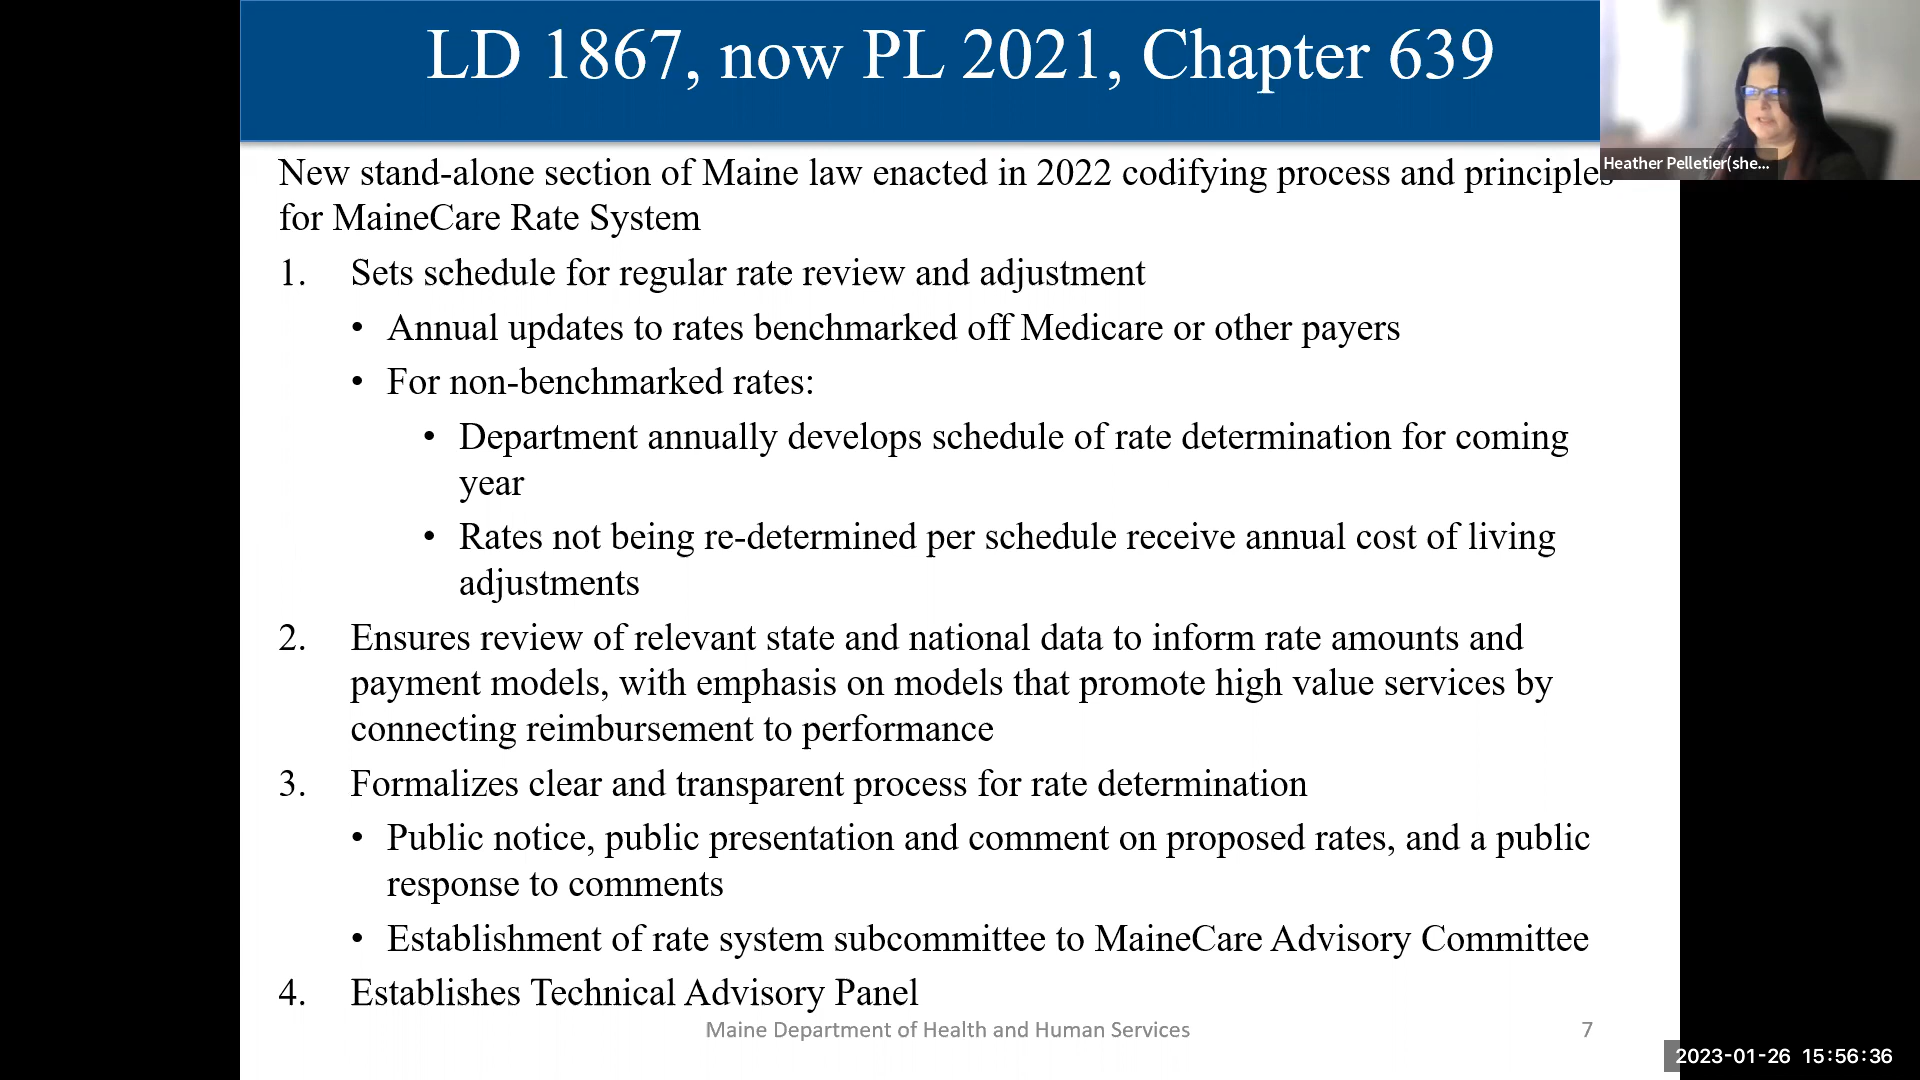 LD 1867, now PL 2021, Chapter 639
Heather Pelletier(she...
New stand-alone section of Maine law enacted in 2022 codifying process and principles
for MaineCare Rate System
1. Sets schedule for regular rate review and adjustment
• Annual updates to rates benchmarked off Medicare or other payers
• For non-benchmarked rates:
• Department annually develops schedule of rate determination for coming
year
• Rates not being re-determined per schedule receive annual cost of living
adjustments
2. Ensures review of relevant state and national data to inform rate amounts and
payment models, with emphasis on models that promote high value services by
connecting reimbursement to performance
3. Formalizes clear and transparent process for rate determination
• Public notice, public presentation and comment on proposed rates, and a public
response to comments
• Establishment of rate system subcommittee to MaineCare Advisory Committee
4. Establishes Technical Advisory Panel
Maine Department of Health and Human Services 7
2023-01-26 15:56:36